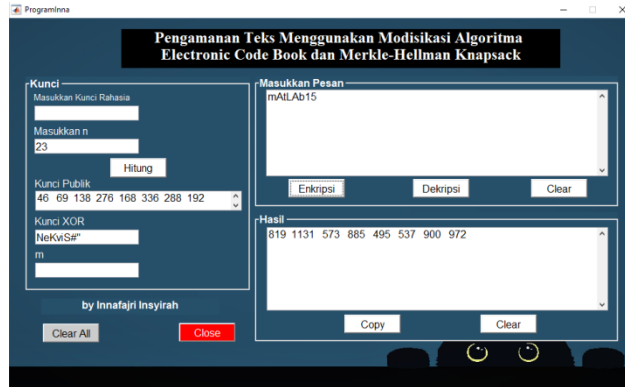 ProgramInna
Pengamanan Teks Menggunakan Modisikasi Algoritma
Electronic Code Book dan Merkle-Hellman Knapsack
Kunci
Masukkan Kunci Rahasia
Masukkan n
23
Hitung
Kunci Publik
46 69 138 276 168 336 288 192
Kunci XOR
NeKviS#"
m
by Innafajri Insyirah
Clear All
Close
Masukkan Pesan
mAtLAb15
Enkripsi
Dekripsi
Clear
Hasil
819 1131 573 885 495 537 900 972
Copy
Clear